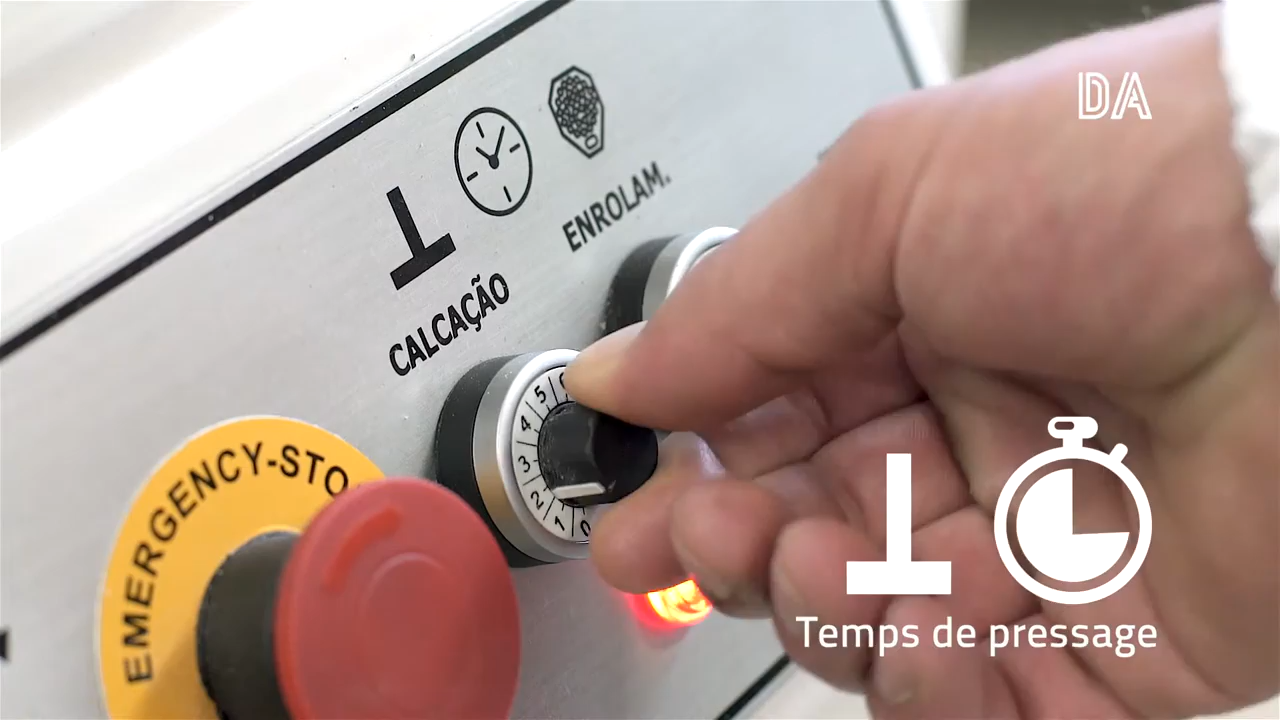 DA
ENROLAM.
CALCAÇÃO
5
4
3
2
1
0
EMERGENCY-STO
Temps de pressage